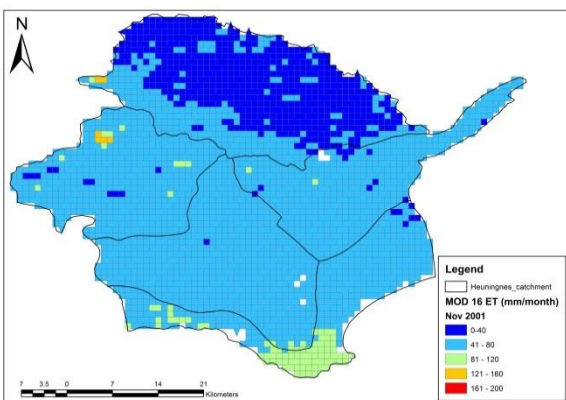 N
Legend
Heuningnes_catchment
MOD 16 ET (mm/month)
Nov 2001
0-40
41 - 80
81 - 120
121 - 160
161 - 200
7 3.5 0 7 14 21
Kilometers